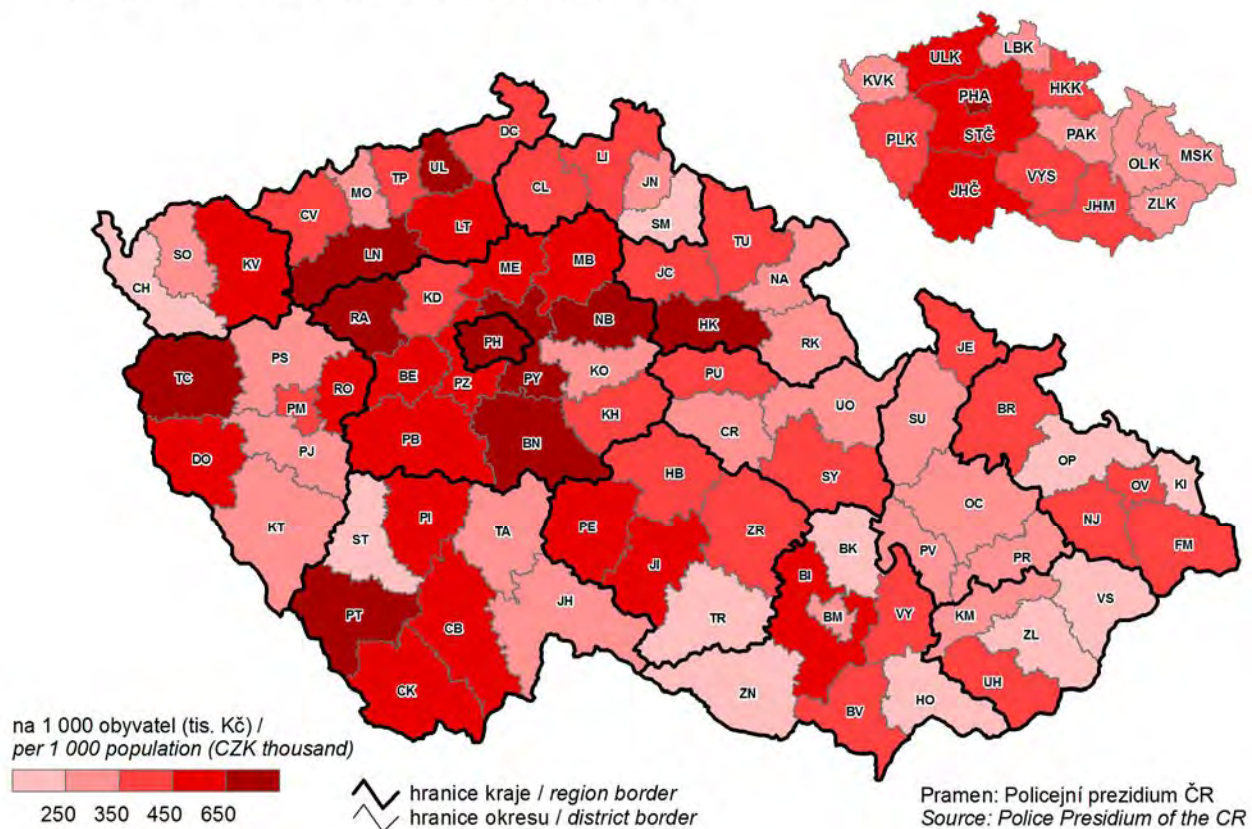 ULK
LBK
KVK
HKK
PHA
STČ
PAK
PLK
OLK
MSK
VYS
JHČ
JHM
ZLK
DC
UL
LI
TP
MO
CL
JN
CV
LT
SM
SO
KV
TU
LN
ME
MB
JC
NA
CH
KD
RA
NB
HK
PH
RK
PS
JE
TC
RO
BE
PZ
PY
KO
PU
PM
KH
UO
SU
BR
CR
PJ
PB
BN
OP
DO
HB
SY
OV
KI
OC
NJ
KT
ST
PI
TA
PE
ZR
FM
BK
PV
PR
JI
BI
VS
PT
JH
TR
BM
VY
KM
CB
ZL
CK
ZN
BV
HO
UH
na 1 000 obyvatel (tis. Kč) /
per 1 000 population (CZK thousand)
250 350 450 650
hranice kraje / region border
hranice okresu / district border
Pramen: Policejní prezidium ČR
Source: Police Presidium of the CR